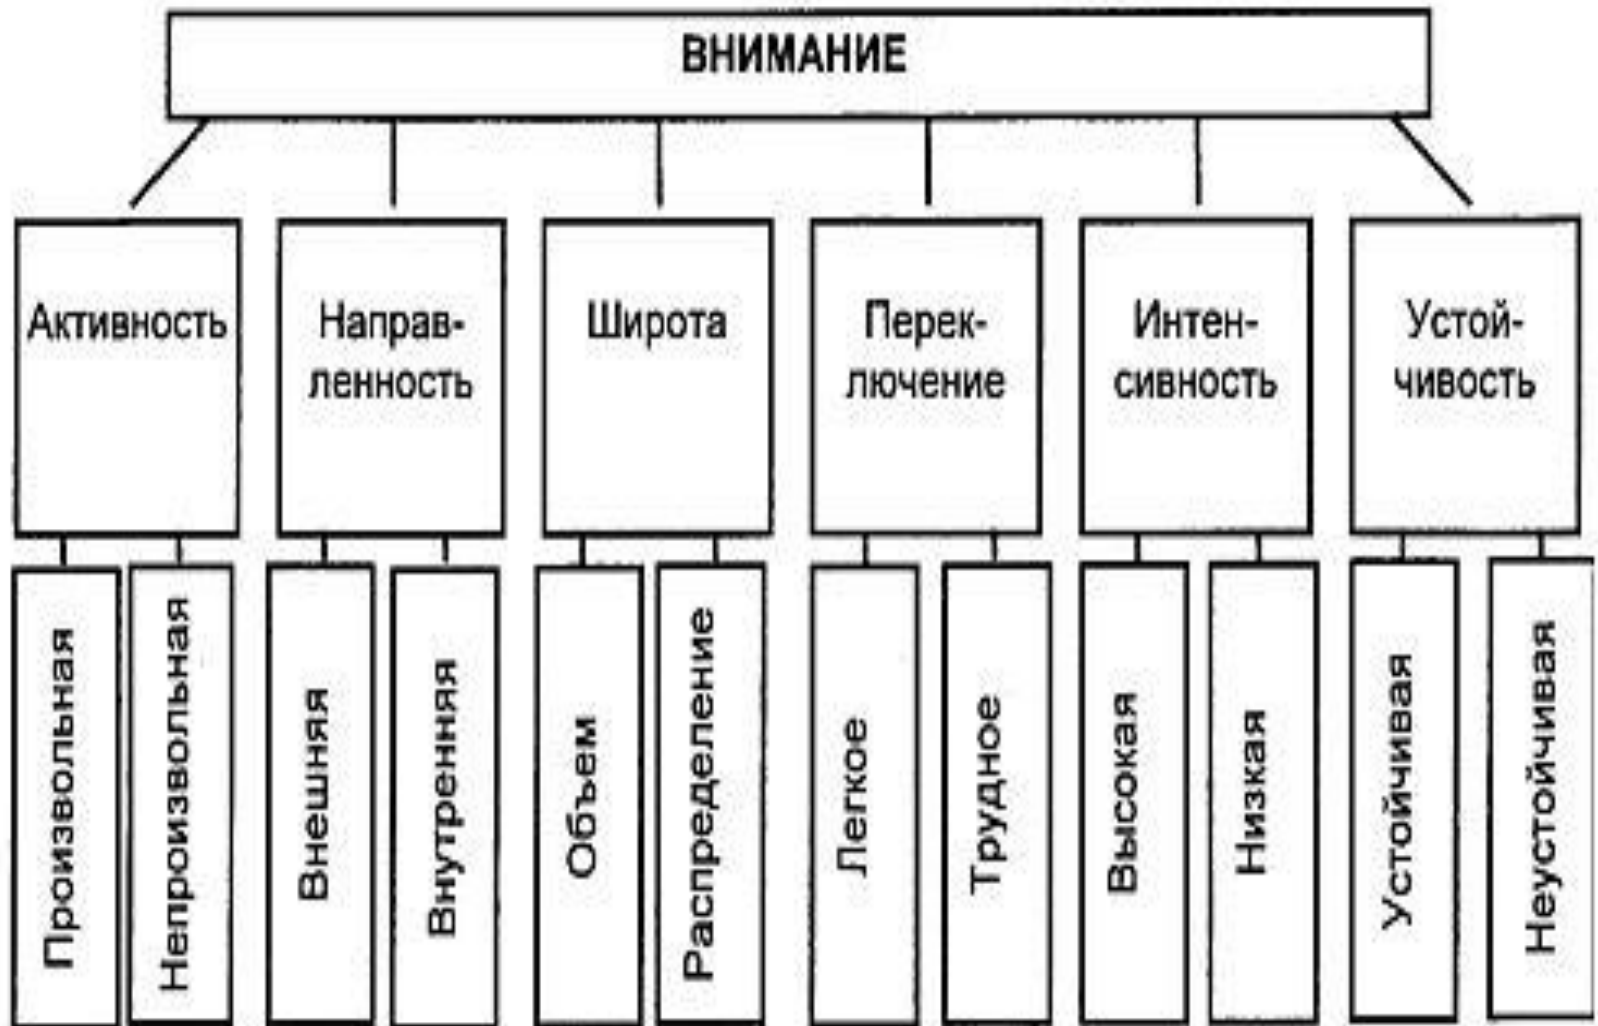 ВНИМАНИЕ
Активность
Направ-
ленность
Широта
Перек-
лючение
Интен-
сивность
Устой-
чивость
Произвольная
Непроизвольная
Внешняя
Внутренняя
Объем
Распределение
Легкое
Трудное
Высокая
Низкая
Устойчивая
Неустойчивая